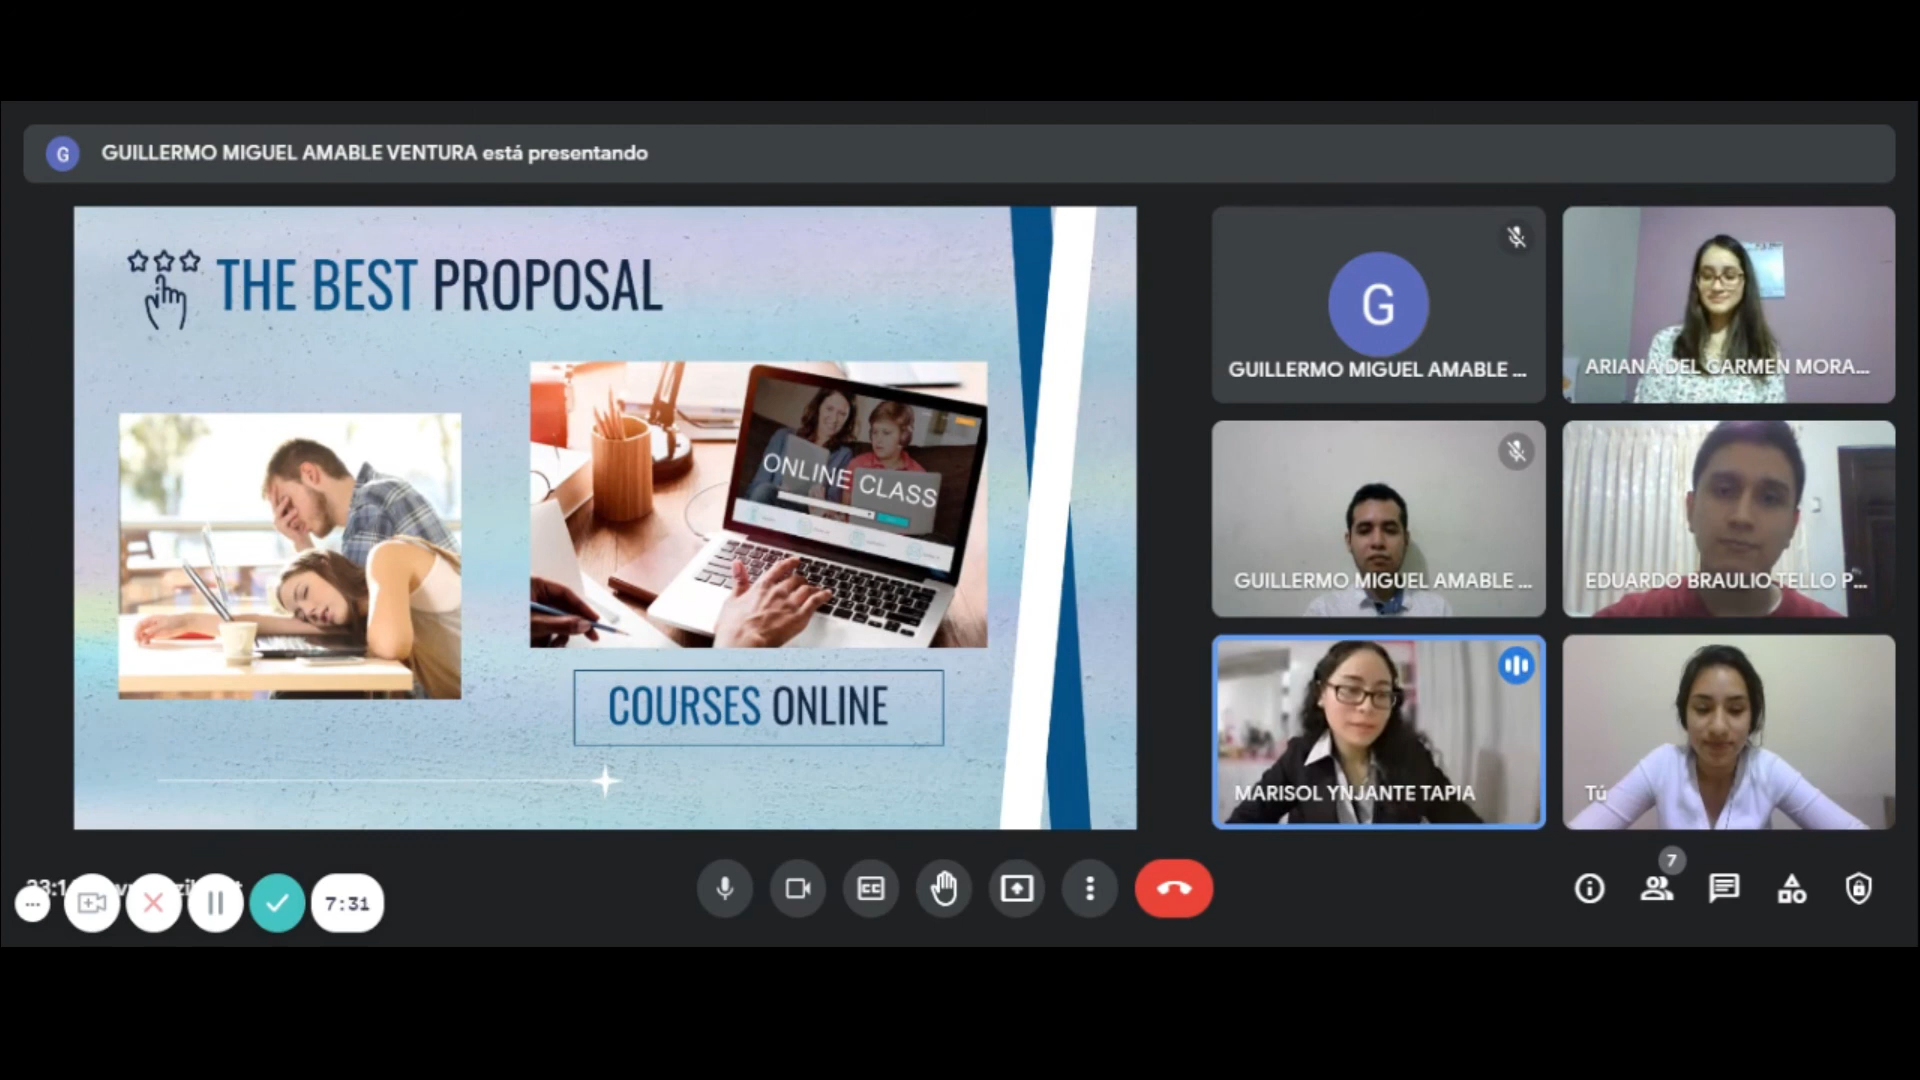 G GUILLERMO MIGUEL AMABLE VENTURA está presentando
THE BEST PROPOSAL
ONLINE CLASS
COURSES ONLINE
G
GUILLERMO MIGUEL AMABLE ...
ARIANA DEL CARMEN MORA...
GUILLERMO MIGUEL AMABLE ...
EDUARDO BRAULIO TELLO P...
MARISOL YNJANTE TAPIA
Tú
7:31
CC
7